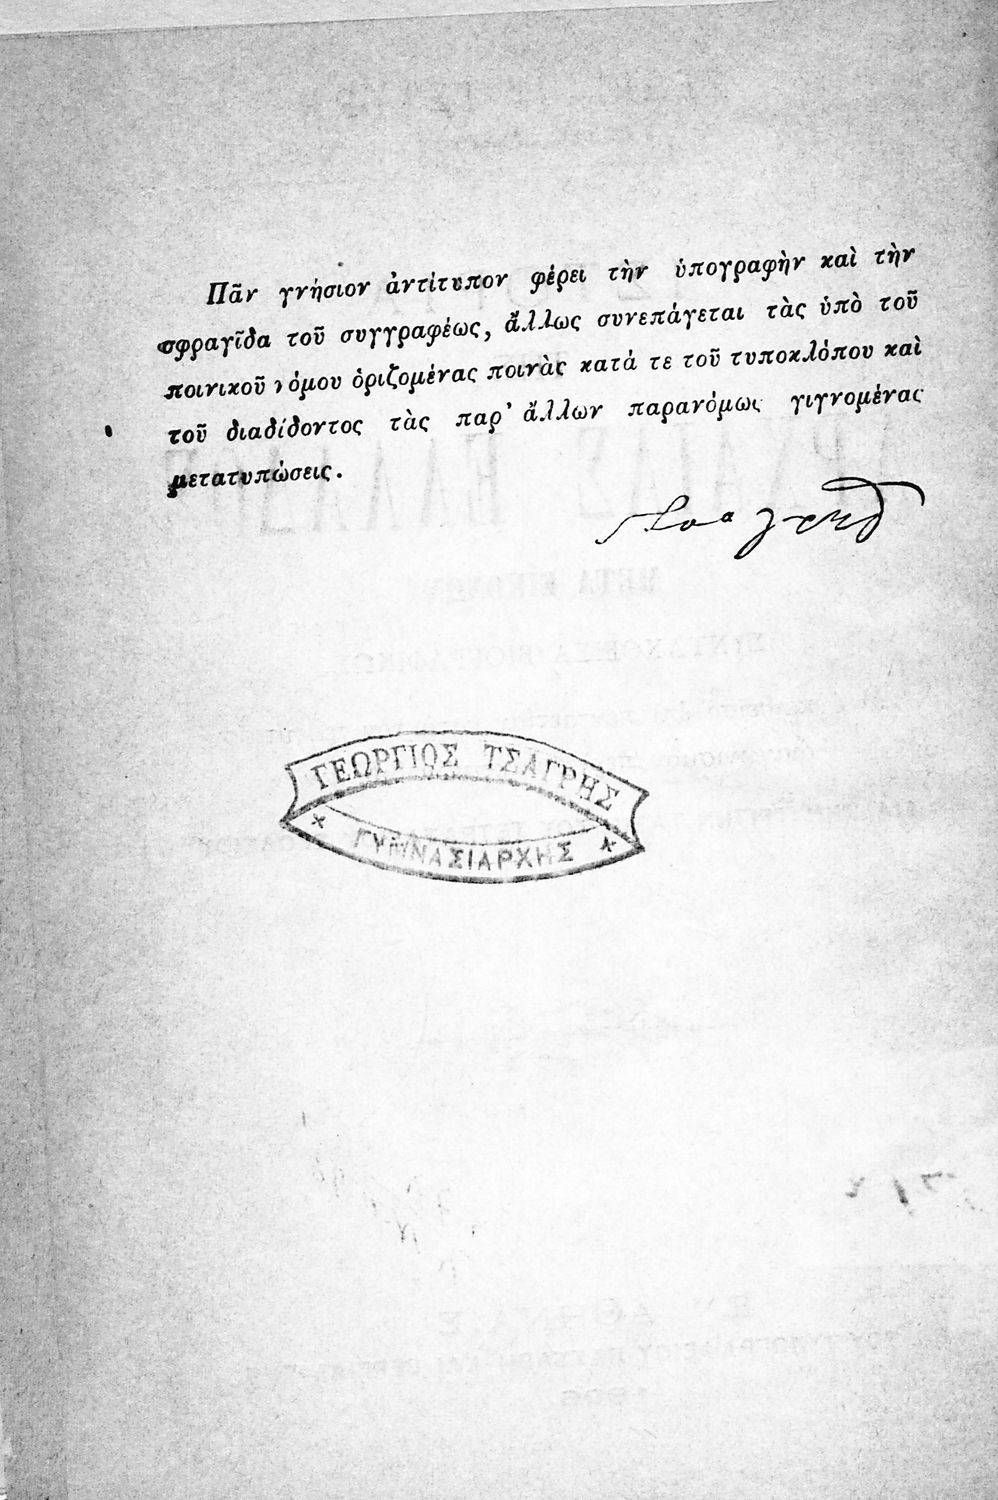 Πᾶν γνήσιον ἀντίτυπον φέρει τὴν ὑπογραφὴν καὶ τὴν
σφραγῖδα τοῦ συγγραφέως, ἄλλως συνεπάγεται τὰς ὑπὸ τοῦ
ποινικοῦ νόμου ὁριζομένας ποινὰς κατά τε τοῦ τυποκλόπου καὶ
τοῦ διαδίδοντος τὰς παρ' ἄλλων παρανόμως γιγνομένας
μετατυπώσεις.
ΓΕΩΡΓΙΟΣ ΤΣΑΓΡΗΣ
ΓΥΜΝΑΣΙΑΡΧΗΣ